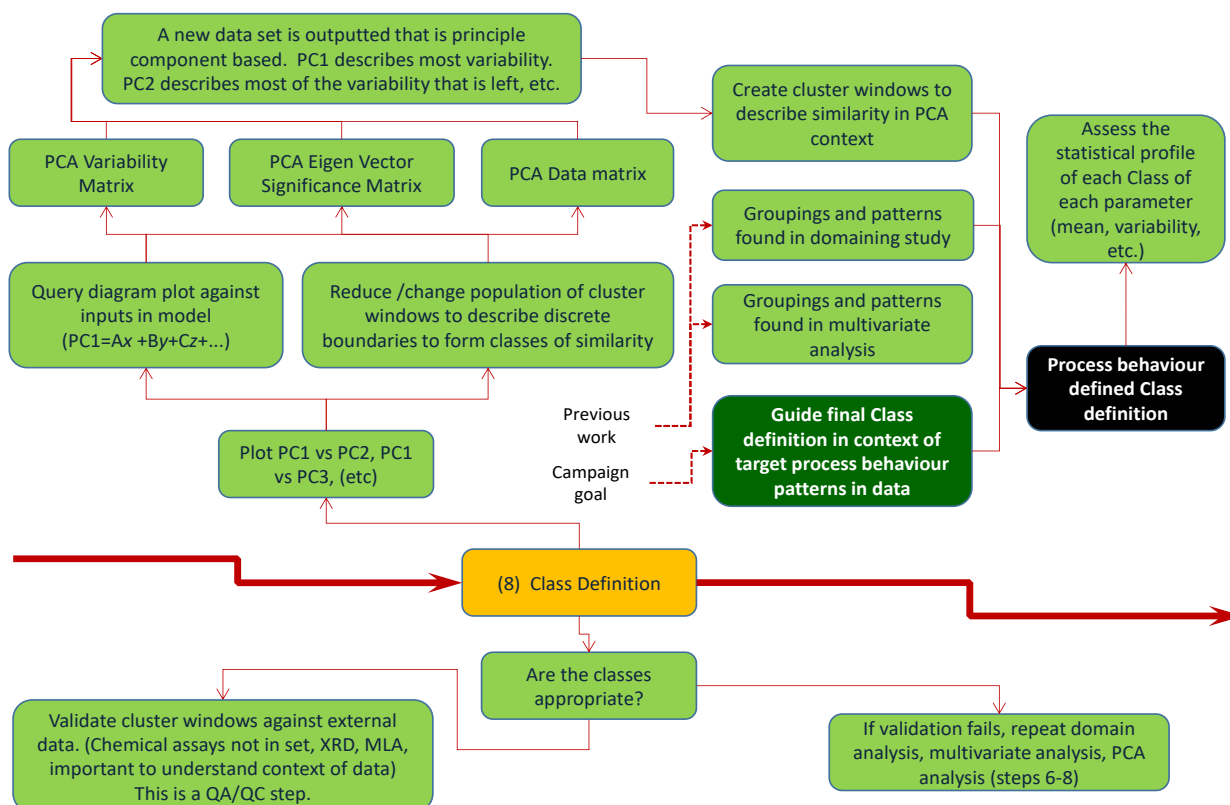 A new data set is outputted that is principle
component based. PC1 describes most variability.
PC2 describes most of the variability that is left, etc.
Create cluster windows to
describe similarity in PCA
context
Assess the
statistical profile
of each Class of
each parameter
(mean, variability,
etc.)
PCA Variability
Matrix
PCA Eigen Vector
Significance Matrix
PCA Data matrix
Groupings and patterns
found in domaining study
Query diagram plot against
inputs in model
(PC1=Ax +By+Cz+...)
Reduce /change population of cluster
windows to describe discrete
boundaries to form classes of similarity
Groupings and patterns
found in multivariate
analysis
Process behaviour
defined Class
definition
Previous
work
Campaign
goal
Guide final Class
definition in context of
target process behaviour
patterns in data
Plot PC1 vs PC2, PC1
vs PC3, (etc)
(8) Class Definition
Are the classes
appropriate?
Validate cluster windows against external
data. (Chemical assays not in set, XRD, MLA,
important to understand context of data)
This is a QA/QC step.
If validation fails, repeat domain
analysis, multivariate analysis, PCA
analysis (steps 6-8)